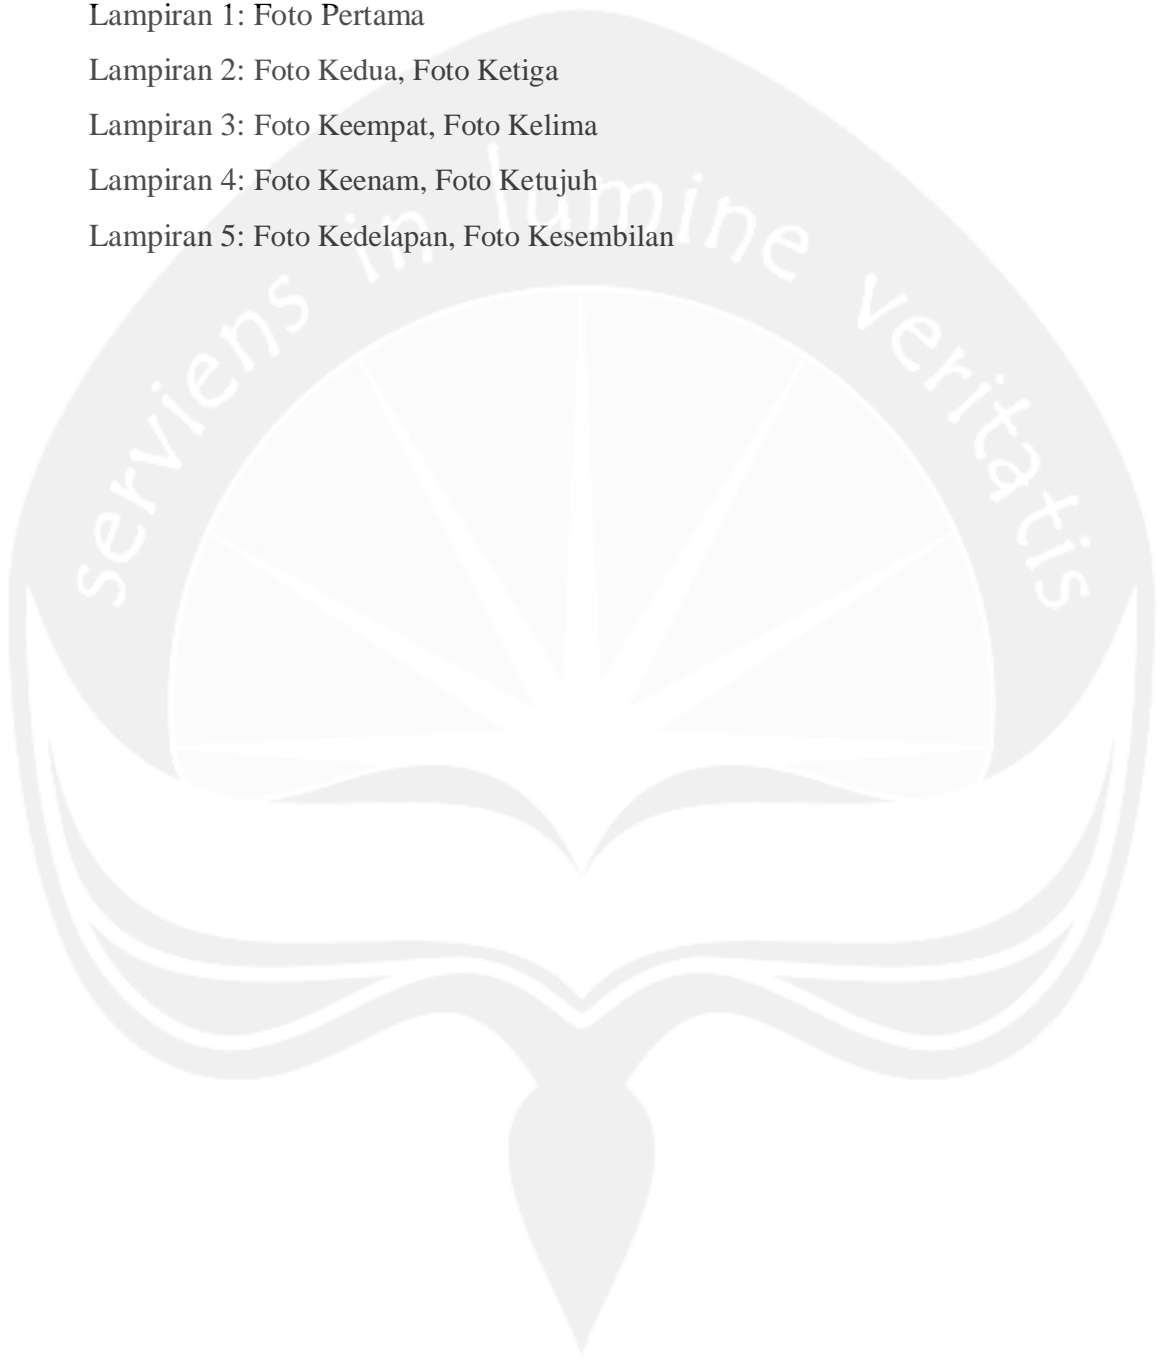 Lampiran 1: Foto Pertama
Lampiran 2: Foto Kedua, Foto Ketiga
Lampiran 3: Foto Keempat, Foto Kelima
Lampiran 4: Foto Keenam, Foto Ketujuh
Lampiran 5: Foto Kedelapan, Foto Kesembilan
serviens in lumine veritatis